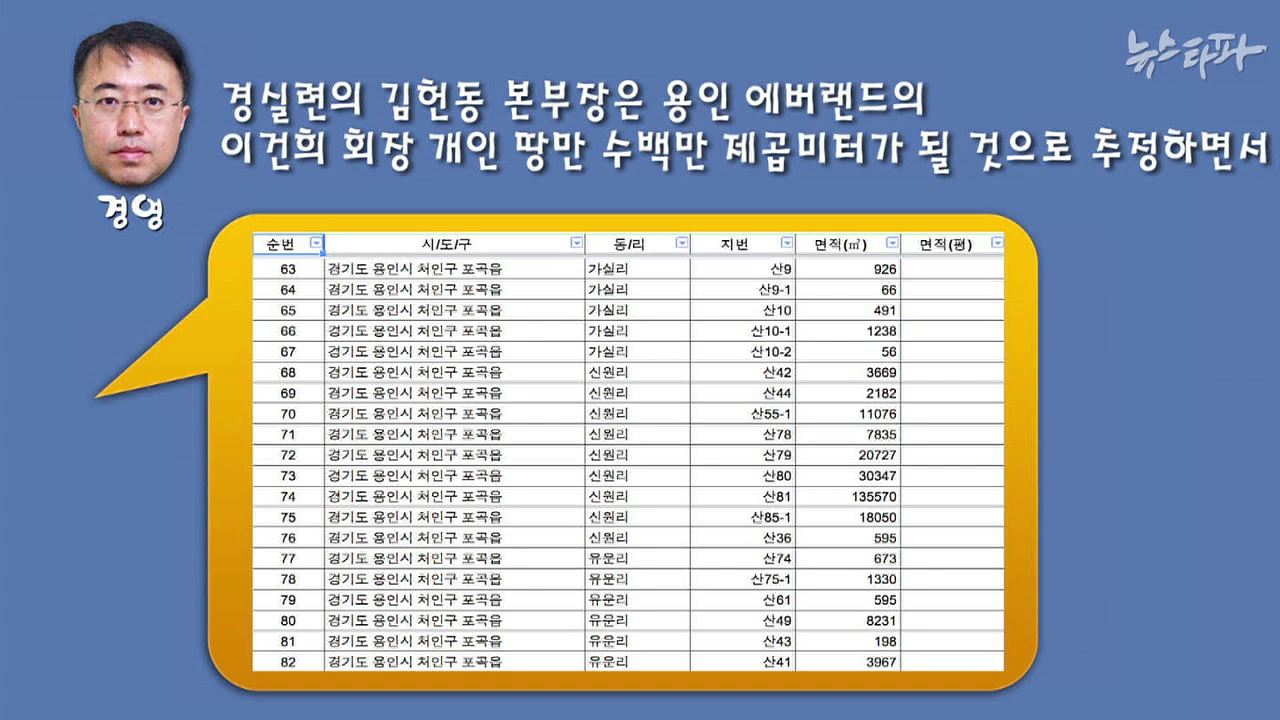 뉴스타파
경실련의 김헌동 본부장은 용인 에버랜드의
이건희 회장 개인 땅만 수백만 제곱미터가 될 것으로 추정하면서
경영
순번 시/도/구 동/리 지번 면적(㎡) 면적(평)
63 경기도 용인시 처인구 포곡읍 가실리 산9 926
64 경기도 용인시 처인구 포곡읍 가실리 산9-1 66
65 경기도 용인시 처인구 포곡읍 가실리 산10 491
66 경기도 용인시 처인구 포곡읍 가실리 산10-1 1238
67 경기도 용인시 처인구 포곡읍 가실리 산10-2 56
68 경기도 용인시 처인구 포곡읍 신원리 산42 3669
69 경기도 용인시 처인구 포곡읍 신원리 산44 2182
70 경기도 용인시 처인구 포곡읍 신원리 산55-1 11076
71 경기도 용인시 처인구 포곡읍 신원리 산78 7835
72 경기도 용인시 처인구 포곡읍 신원리 산79 20727
73 경기도 용인시 처인구 포곡읍 신원리 산80 30347
74 경기도 용인시 처인구 포곡읍 신원리 산81 135570
75 경기도 용인시 처인구 포곡읍 신원리 산85-1 18050
76 경기도 용인시 처인구 포곡읍 신원리 산36 595
77 경기도 용인시 처인구 포곡읍 유운리 산74 673
78 경기도 용인시 처인구 포곡읍 유운리 산75-1 1330
79 경기도 용인시 처인구 포곡읍 유운리 산61 595
80 경기도 용인시 처인구 포곡읍 유운리 산49 8231
81 경기도 용인시 처인구 포곡읍 유운리 산43 198
82 경기도 용인시 처인구 포곡읍 유운리 산41 3967